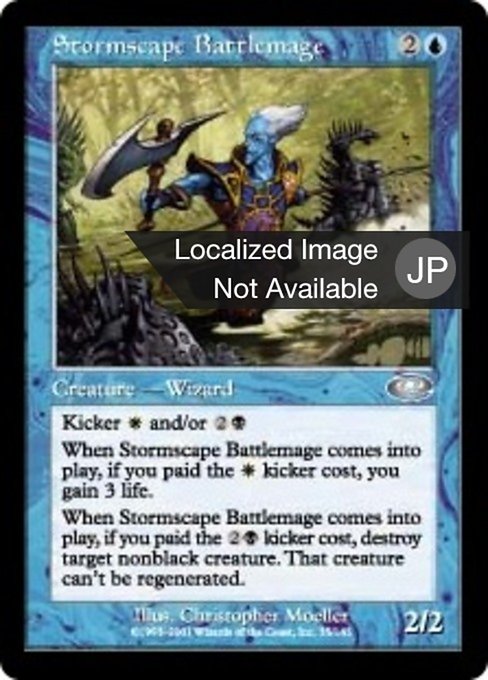 Stormscape Battlemage 2
Localized Image
Not Available
JP
Creature — Wizard
Kicker and/or 2
When Stormscape Battlemage comes into
play, if you paid the kicker cost, you
gain 3 life.
When Stormscape Battlemage comes into
play, if you paid the 2 kicker cost, destroy
target nonblack creature. That creature
can't be regenerated.
Illus. Christopher Moeller
2/2